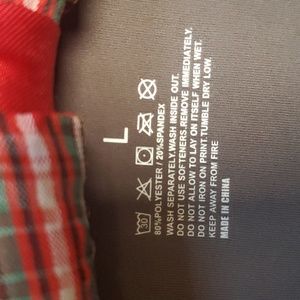 L
30
80%POLYESTER / 20%SPANDEX
WASH SEPARATELY.WASH INSIDE OUT.
DO NOT USE SOFTENERS.REMOVE IMMEDIATELY.
DO NOT ALLOW TO LAY ON ITSELF WHEN WET.
DO NOT IRON ON PRINT.TUMBLE DRY LOW.
KEEP AWAY FROM FIRE
MADE IN CHINA